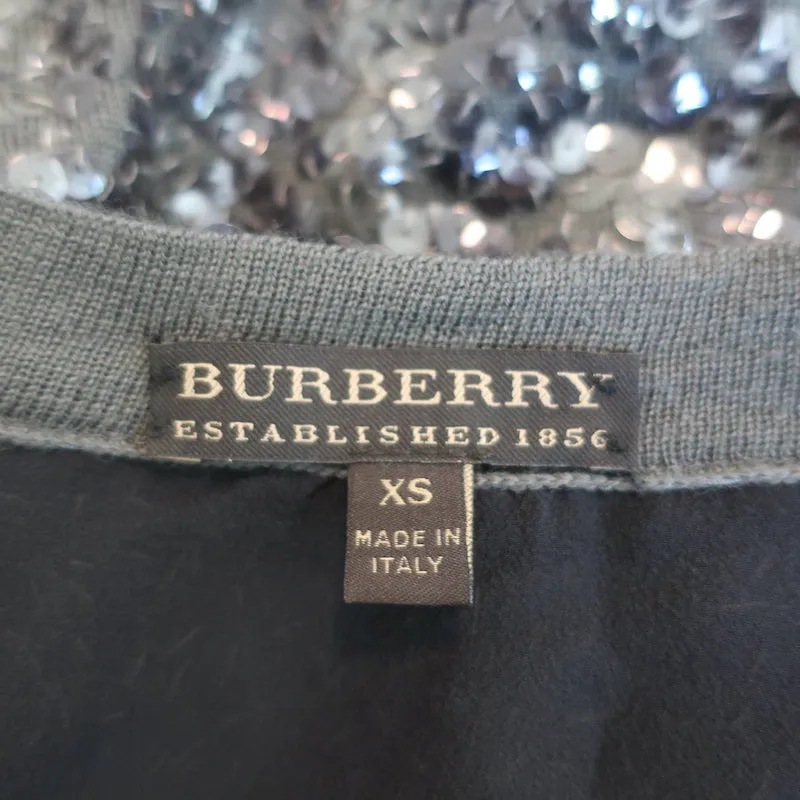 BURBERRY
ESTABLISHED 1856
XS
MADE IN
ITALY